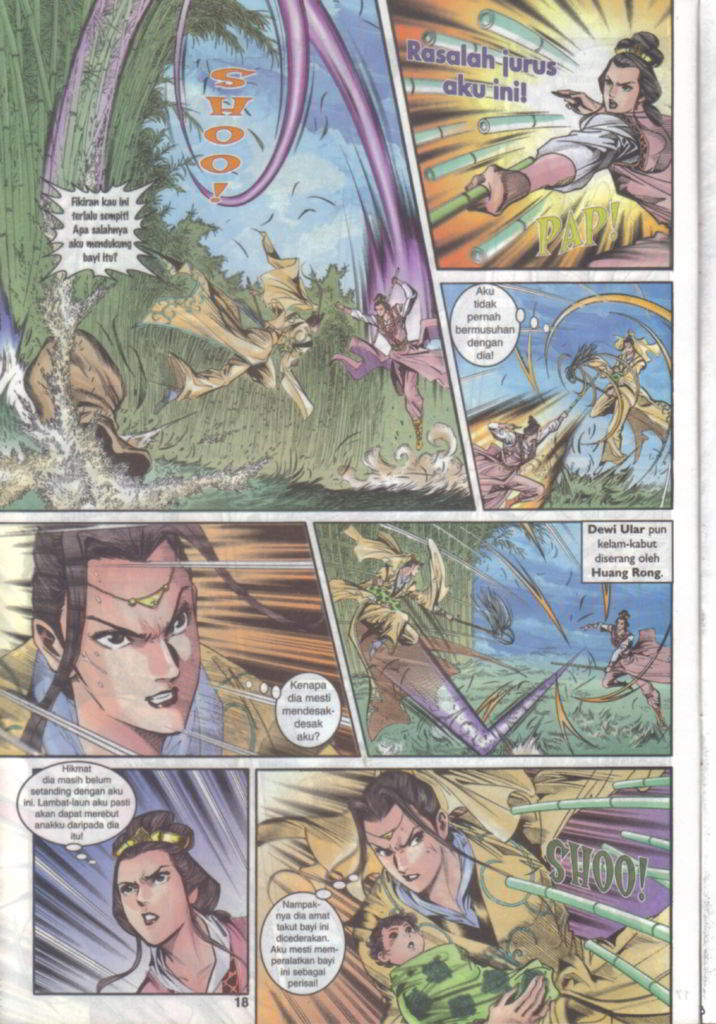 SHOO!
Fikiran kau ini
terlalu sempit!
Apa salahnya
aku mendukung
bayi itu?
Rasalah jurus
aku ini!
PAP!
Aku
tidak
pernah
bermusuhan
dengan
dia!
Kenapa
dia mesti
mendesak-
desak
aku?
Dewi Ular pun
kelam-kabut
diserang oleh
Huang Rong.
Hikmat
dia masih belum
setanding dengan aku
ini. Lambat-laun aku pasti
akan dapat merebut
anakku daripada dia
itu!
SHOO!
Nampak-
nya dia amat
takut bayi ini
dicederakan.
Aku mesti mem-
peralatkan bayi
ini sebagai
perisai!
18
17